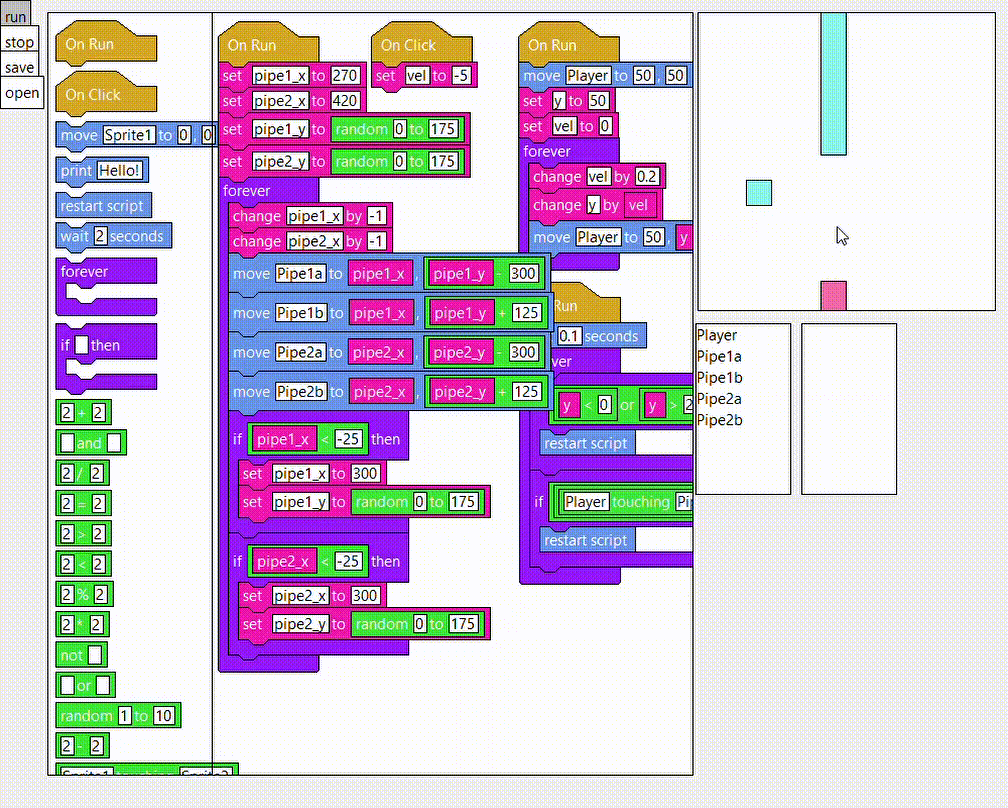 run
stop
save
open
On Run
On Click
move Sprite1 to 0 , 0
print Hello!
restart script
wait 2 seconds
forever
if then
2 + 2
and
2 / 2
2 = 2
2 > 2
2 < 2
2 % 2
2 * 2
not
or
random 1 to 10
2 - 2
On Run
set pipe1_x to 270
set pipe2_x to 420
set pipe1_y to random 0 to 175
set pipe2_y to random 0 to 175
forever
change pipe1_x by -1
change pipe2_x by -1
move Pipe1a to pipe1_x , pipe1_y - 300
move Pipe1b to pipe1_x , pipe1_y + 125
move Pipe2a to pipe2_x , pipe2_y - 300
move Pipe2b to pipe2_x , pipe2_y + 125
if pipe1_x < -25 then
set pipe1_x to 300
set pipe1_y to random 0 to 175
if pipe2_x < -25 then
set pipe2_x to 300
set pipe2_y to random 0 to 175
On Click
set vel to -5
On Run
move Player to 50 , 50
set y to 50
set vel to 0
forever
change vel by 0.2
change y by vel
move Player to 50 , y
Run
0.1 seconds
ver
y < 0 or y > 2
restart script
if Player touching Pi
restart script
Player
Pipe1a
Pipe1b
Pipe2a
Pipe2b